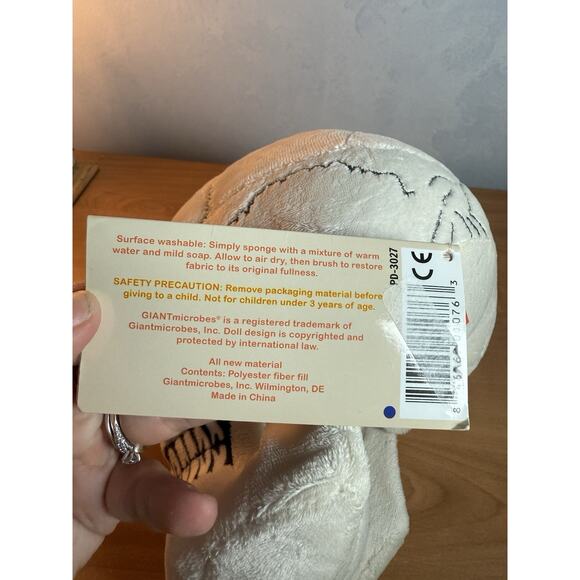 Surface washable: Simply sponge with a mixture of warm
water and mild soap. Allow to air dry, then brush to restore
fabric to its original fullness.
SAFETY PRECAUTION: Remove packaging material before
giving to a child. Not for children under 3 years of age.
GIANTmicrobes® is a registered trademark of
Giantmicrobes, Inc. Doll design is copyrighted and
protected by international law.
All new material
Contents: Polyester fiber fill
Giantmicrobes, Inc. Wilmington, DE
Made in China
PD-3027
CE